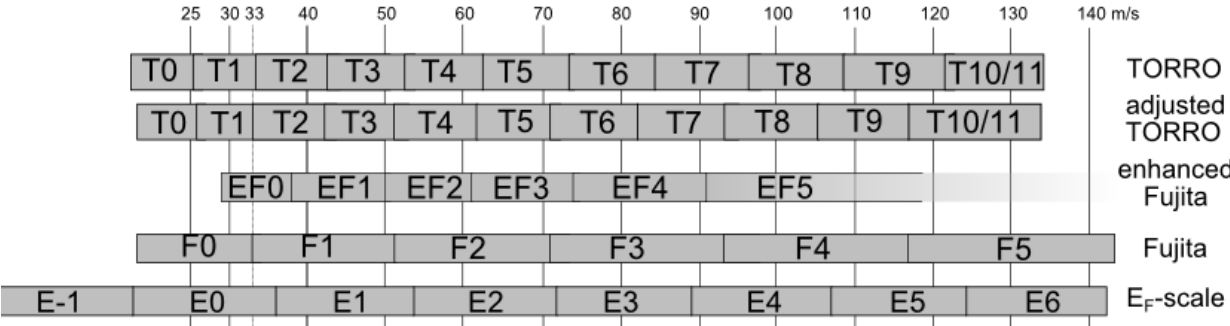 25 30 33 40 50 60 70 80 90 100 110 120 130 140 m/s
T0 T1 T2 T3 T4 T5 T6 T7 T8 T9 T10/11 TORRO
T0 T1 T2 T3 T4 T5 T6 T7 T8 T9 T10/11 adjusted
TORRO
EF0 EF1 EF2 EF3 EF4 EF5 enhanced
Fujita
F0 F1 F2 F3 F4 F5 Fujita
E-1 E0 E1 E2 E3 E4 E5 E6 E_F-scale